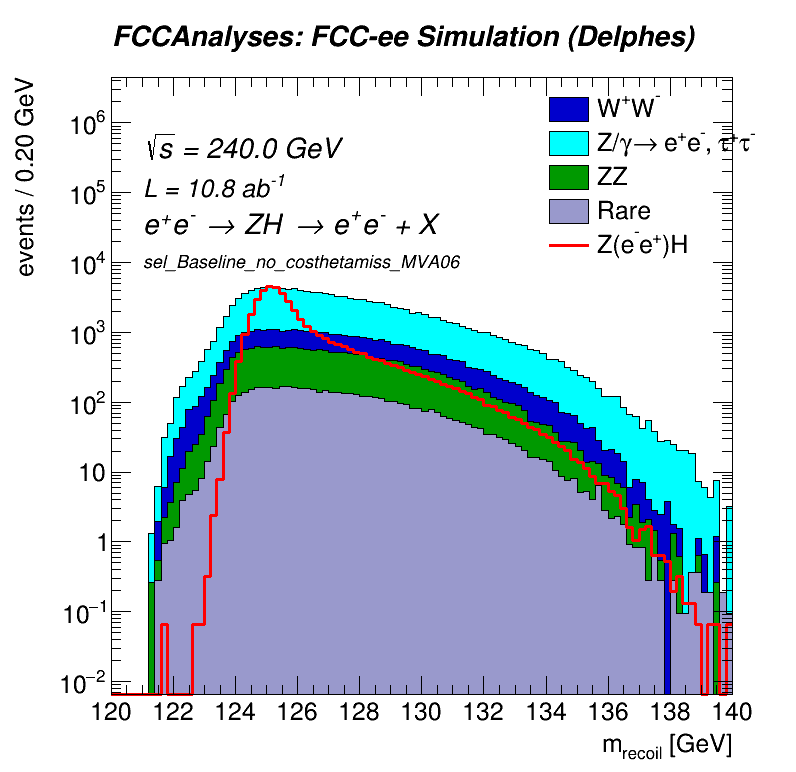 FCCAnalyses: FCC-ee Simulation (Delphes)
events / 0.20 GeV
√s = 240.0 GeV
L = 10.8 ab⁻¹
e⁺e⁻ → ZH → e⁺e⁻ + X
sel_Baseline_no_costhetamiss_MVA06
W⁺W⁻
Z/γ→ e⁺e⁻, τ⁺τ⁻
ZZ
Rare
Z(e⁻e⁺)H
10⁶
10⁵
10⁴
10³
10²
10
1
10⁻¹
10⁻²
120 122 124 126 128 130 132 134 136 138 140
m_recoil [GeV]